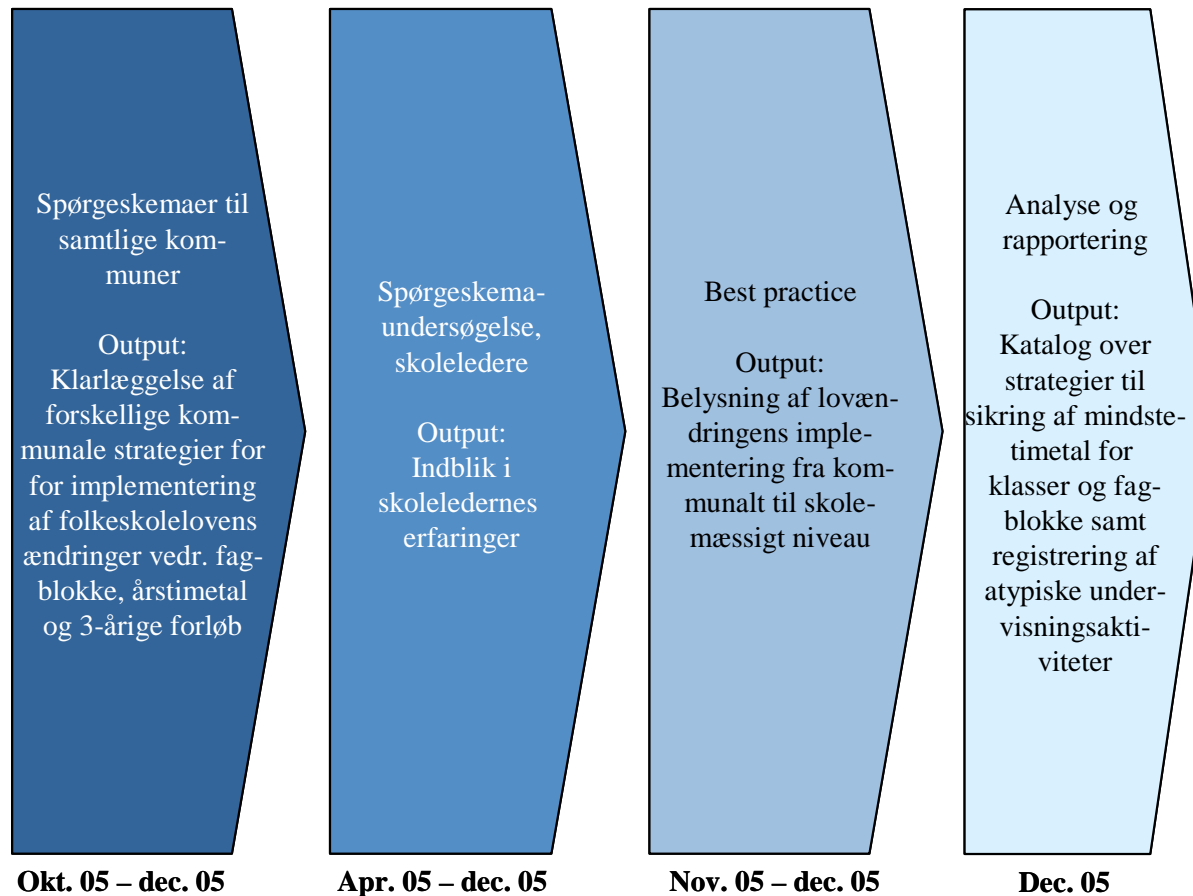 Spørgeskemaer til
samtlige kom-
muner
Output:
Klarlæggelse af
forskellige kom-
munale strategier for
for implementering
af folkeskolelovens
ændringer vedr. fag-
blokke, årstimetal
og 3-årige forløb
Okt. 05 – dec. 05
Spørgeskema-
undersøgelse,
skoleledere
Output:
Indblik i
skoleledernes
erfaringer
Apr. 05 – dec. 05
Best practice
Output:
Belysning af lovæn-
dringens imple-
mentering fra kom-
munalt til skole-
mæssigt niveau
Nov. 05 – dec. 05
Analyse og
rapportering
Output:
Katalog over
strategier til
sikring af mindste-
timetal for
klasser og fag-
blokke samt
registrering af
atypiske under-
visningsakti-
viteter
Dec. 05